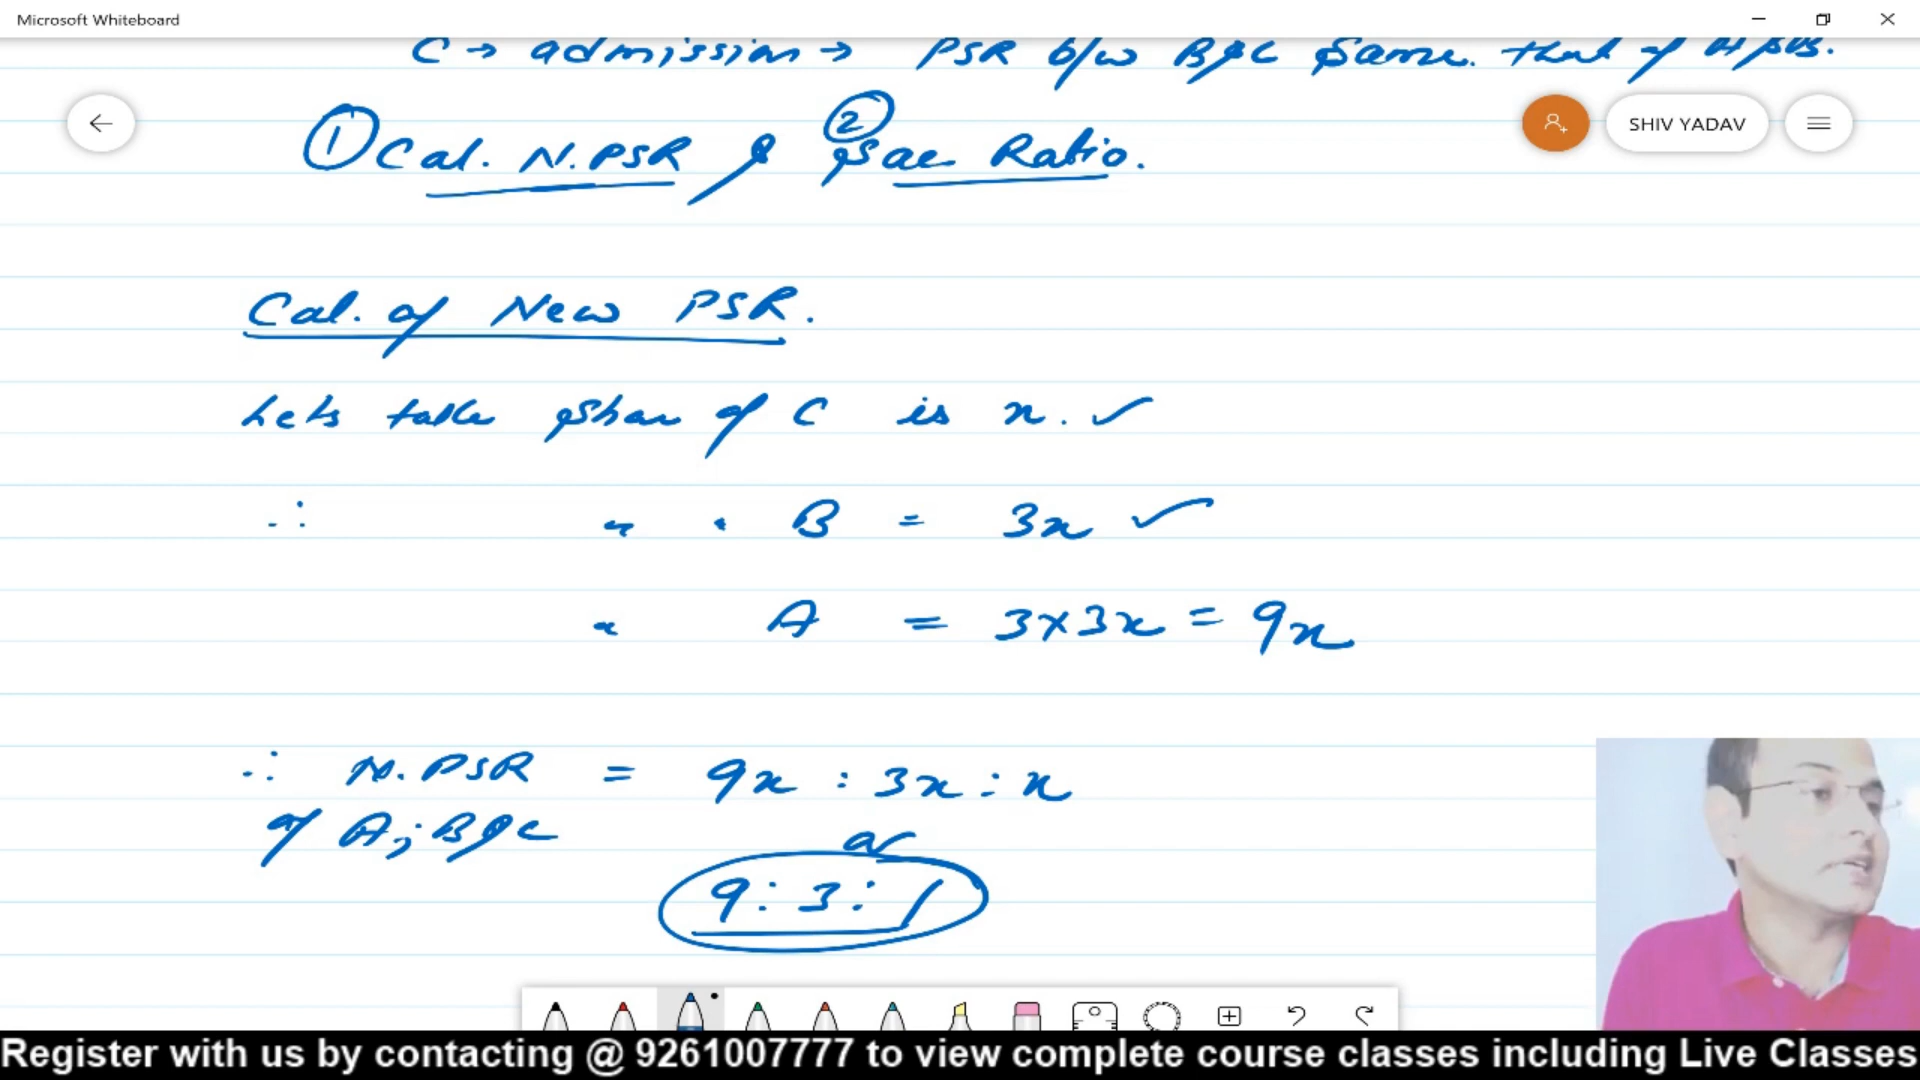 Microsoft Whiteboard
C → admission → PSR b/w B & C same that of A & B.
SHIV YADAV
① Cal. N.PSR & ② Sac Ratio.
Cal. of New PSR.
Lets take share of C is x. ✓
∴ " " B = 3x ✓
" A = 3×3x = 9x
∴ N.PSR = 9x : 3x : x
of A, B & C
or
9 : 3 : 1
Register with us by contacting @ 9261007777 to view complete course classes including Live Classes